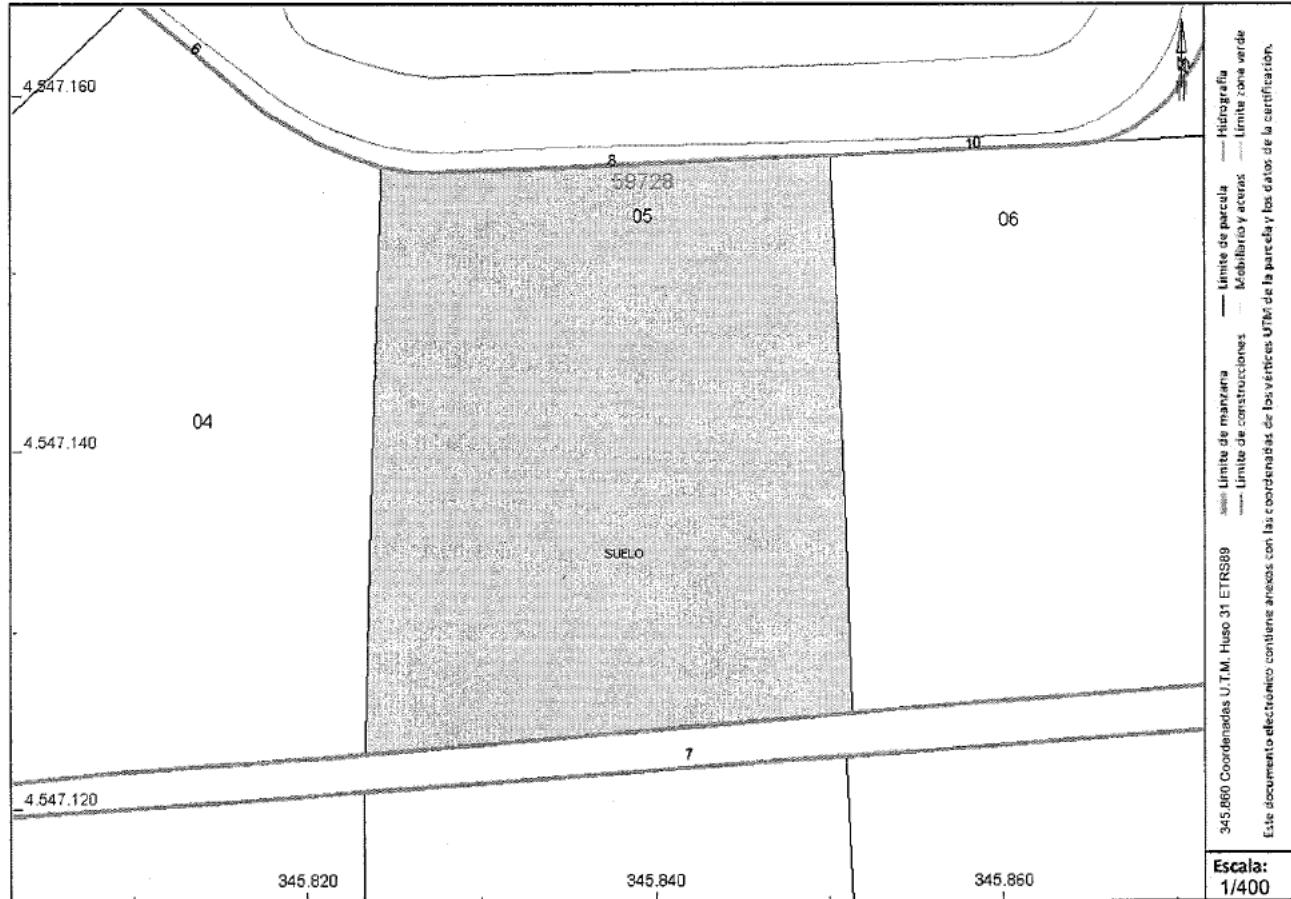 6
4.547.160
8
10
59728
05
06
04
4.547.140
SUELO
7
4.547.120
345.820
345.840
345.860
345.860 Coordenadas U.T.M. Huso 31 ETRS89
Límite de manzana
Límite de parcela
Hidrografía
Límite de construcciones
Mobiliario y aceras
Límite zona verde
Este documento electrónico contiene anexos con las coordenadas de los vértices UTM de la parcela y los datos de la certificación.
Escala:
1/400